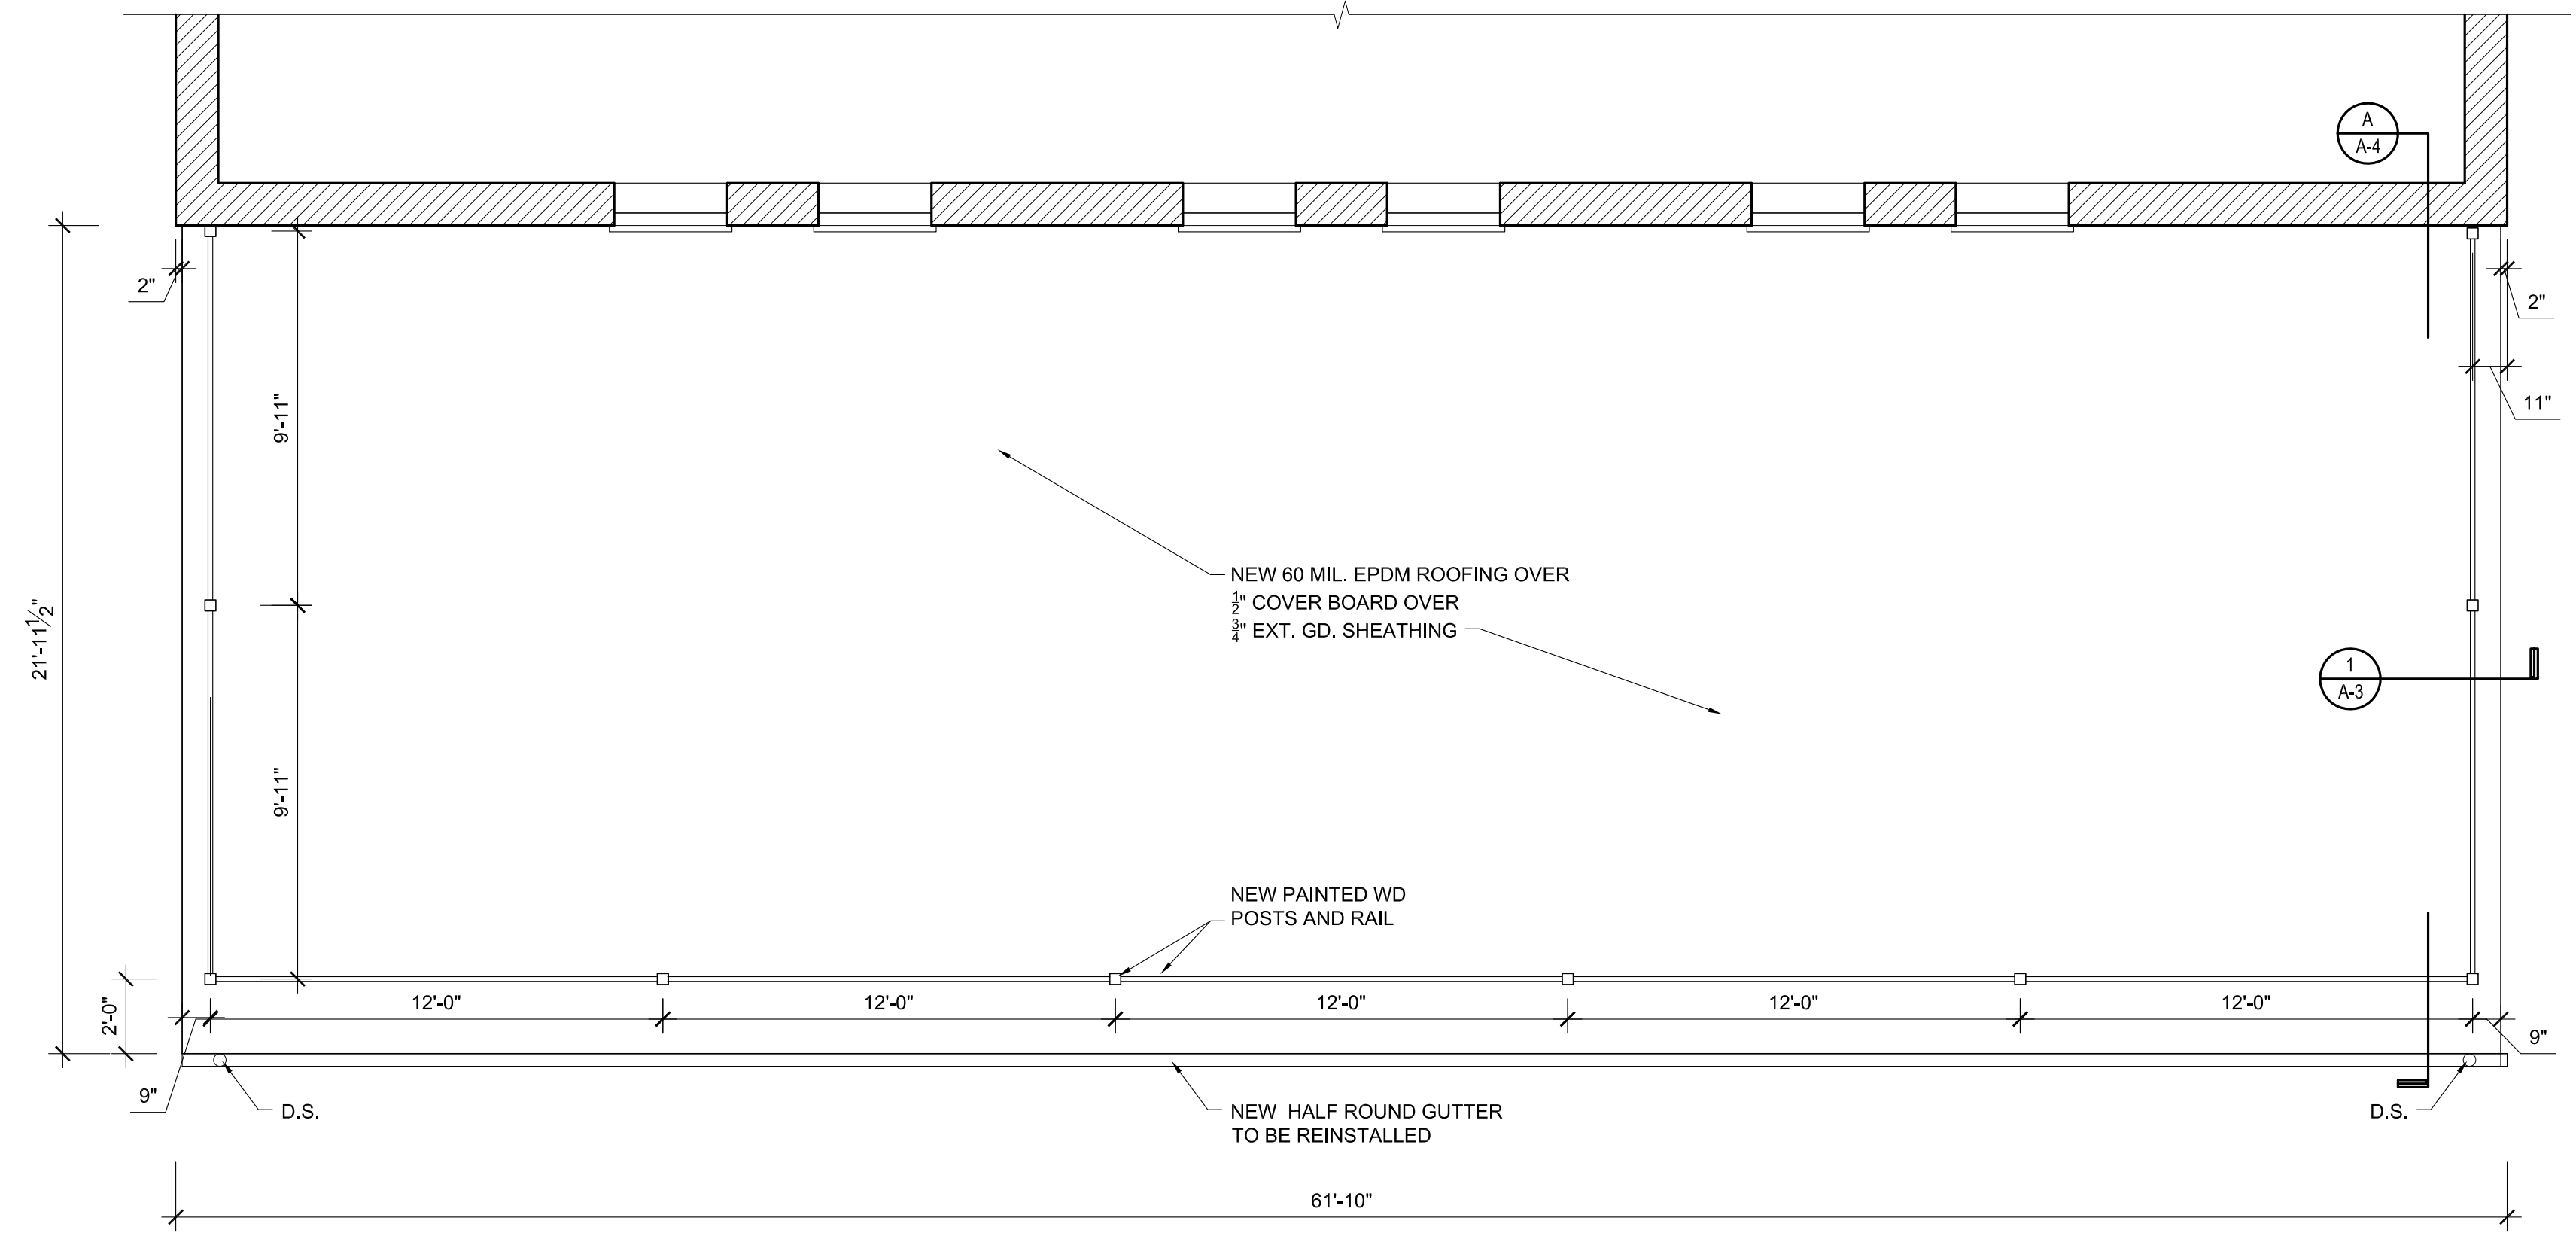 A
A-4
2"
2"
11"
9'-11"
NEW 60 MIL. EPDM ROOFING OVER
1/2" COVER BOARD OVER
3/4" EXT. GD. SHEATHING
21'-11 1/2"
1
A-3
9'-11"
NEW PAINTED WD
POSTS AND RAIL
2'-0"
12'-0"
12'-0"
12'-0"
12'-0"
12'-0"
9"
9"
D.S.
NEW HALF ROUND GUTTER
TO BE REINSTALLED
D.S.
61'-10"